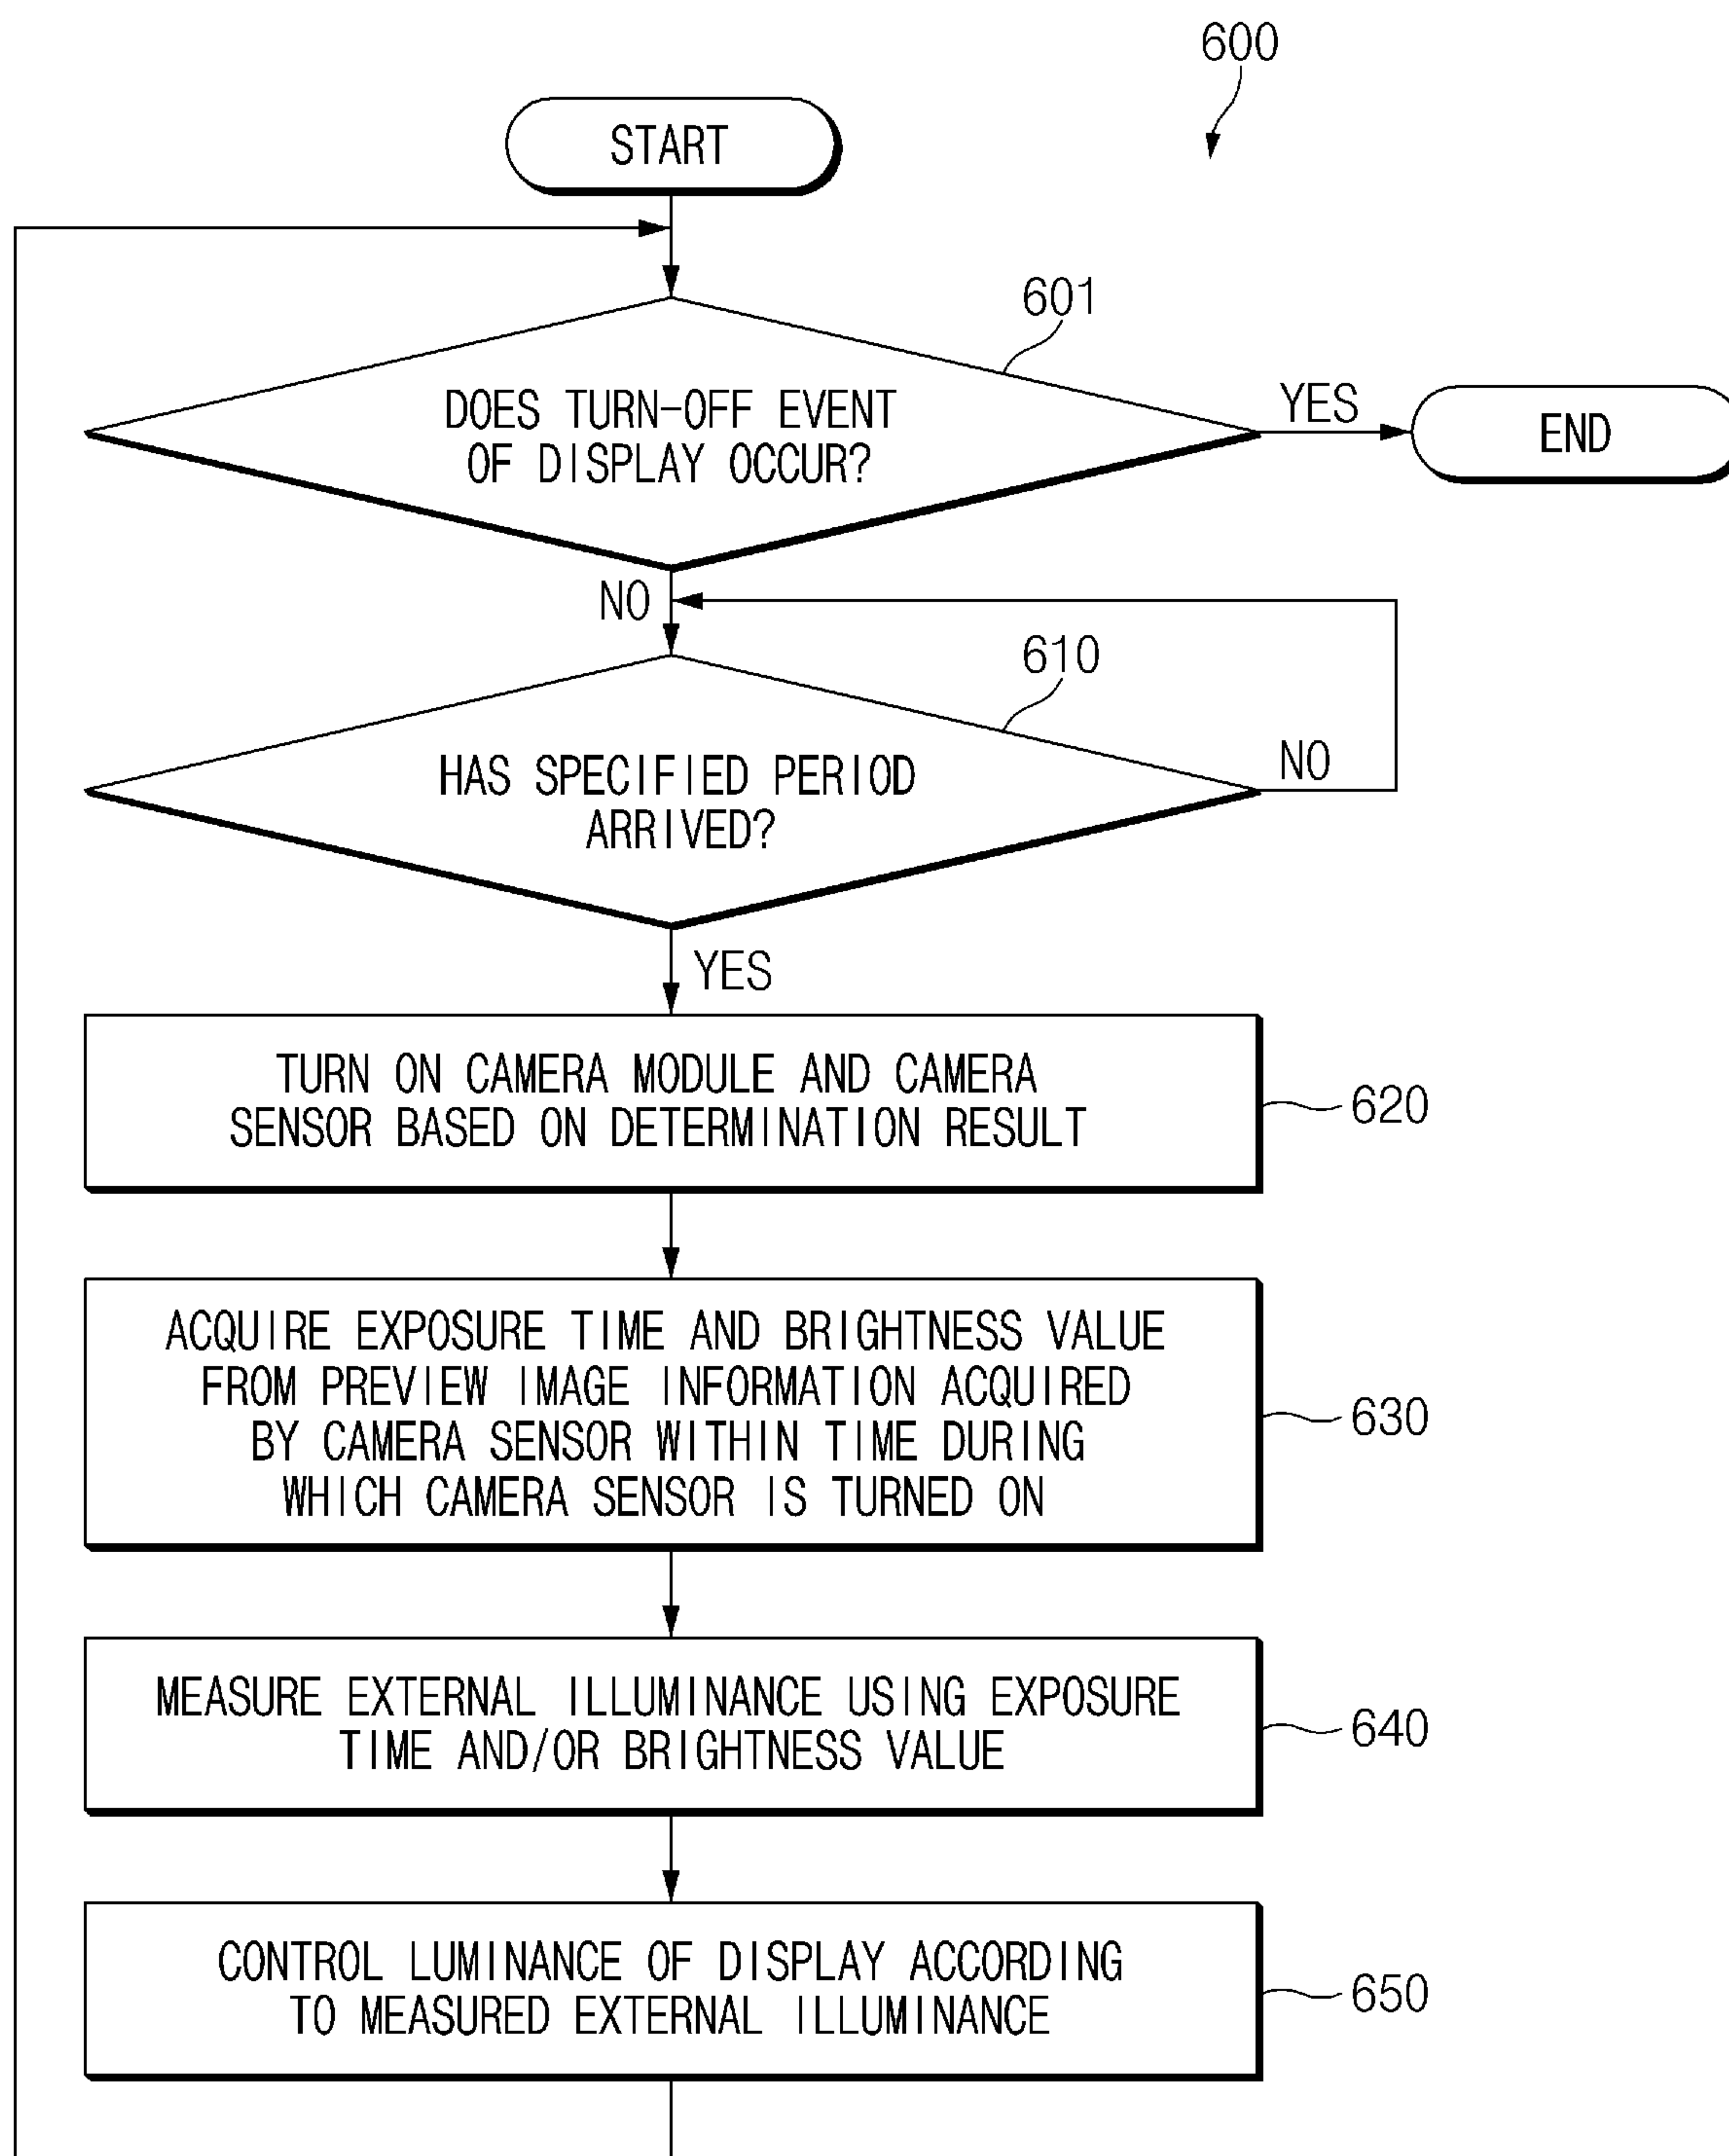 600
START
601
DOES TURN-OFF EVENT
OF DISPLAY OCCUR?
YES
END
NO
610
HAS SPECIFIED PERIOD
ARRIVED?
NO
YES
TURN ON CAMERA MODULE AND CAMERA
SENSOR BASED ON DETERMINATION RESULT
620
ACQUIRE EXPOSURE TIME AND BRIGHTNESS VALUE
FROM PREVIEW IMAGE INFORMATION ACQUIRED
BY CAMERA SENSOR WITHIN TIME DURING
WHICH CAMERA SENSOR IS TURNED ON
630
MEASURE EXTERNAL ILLUMINANCE USING EXPOSURE
TIME AND/OR BRIGHTNESS VALUE
640
CONTROL LUMINANCE OF DISPLAY ACCORDING
TO MEASURED EXTERNAL ILLUMINANCE
650